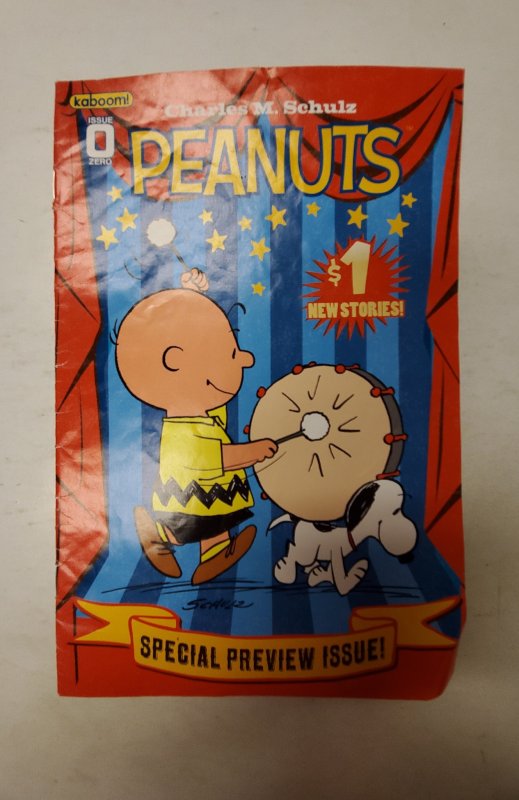 kaboom!
Charles M. Schulz
ISSUE
0
ZERO
PEANUTS
$1
NEW STORIES!
SCHULZ
SPECIAL PREVIEW ISSUE!